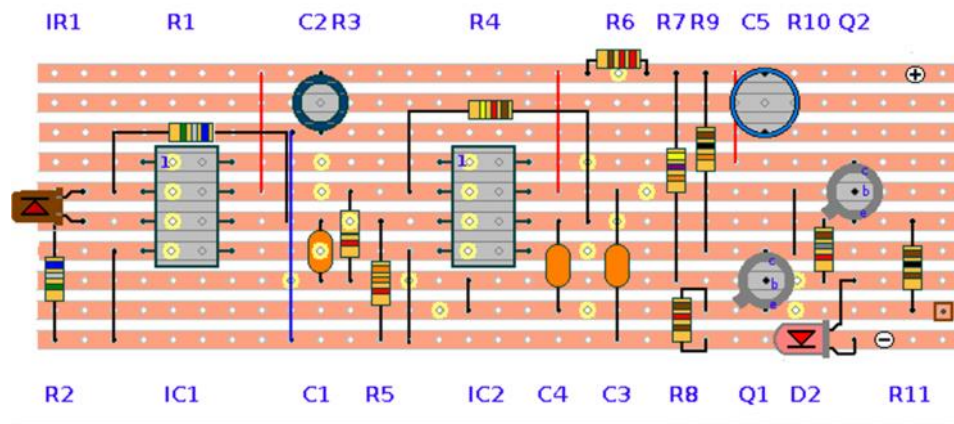 IR1 R1 C2 R3 R4 R6 R7 R9 C5 R10 Q2
+
1 1
c
b
e
c
b
e
−
R2 IC1 C1 R5 IC2 C4 C3 R8 Q1 D2 R11